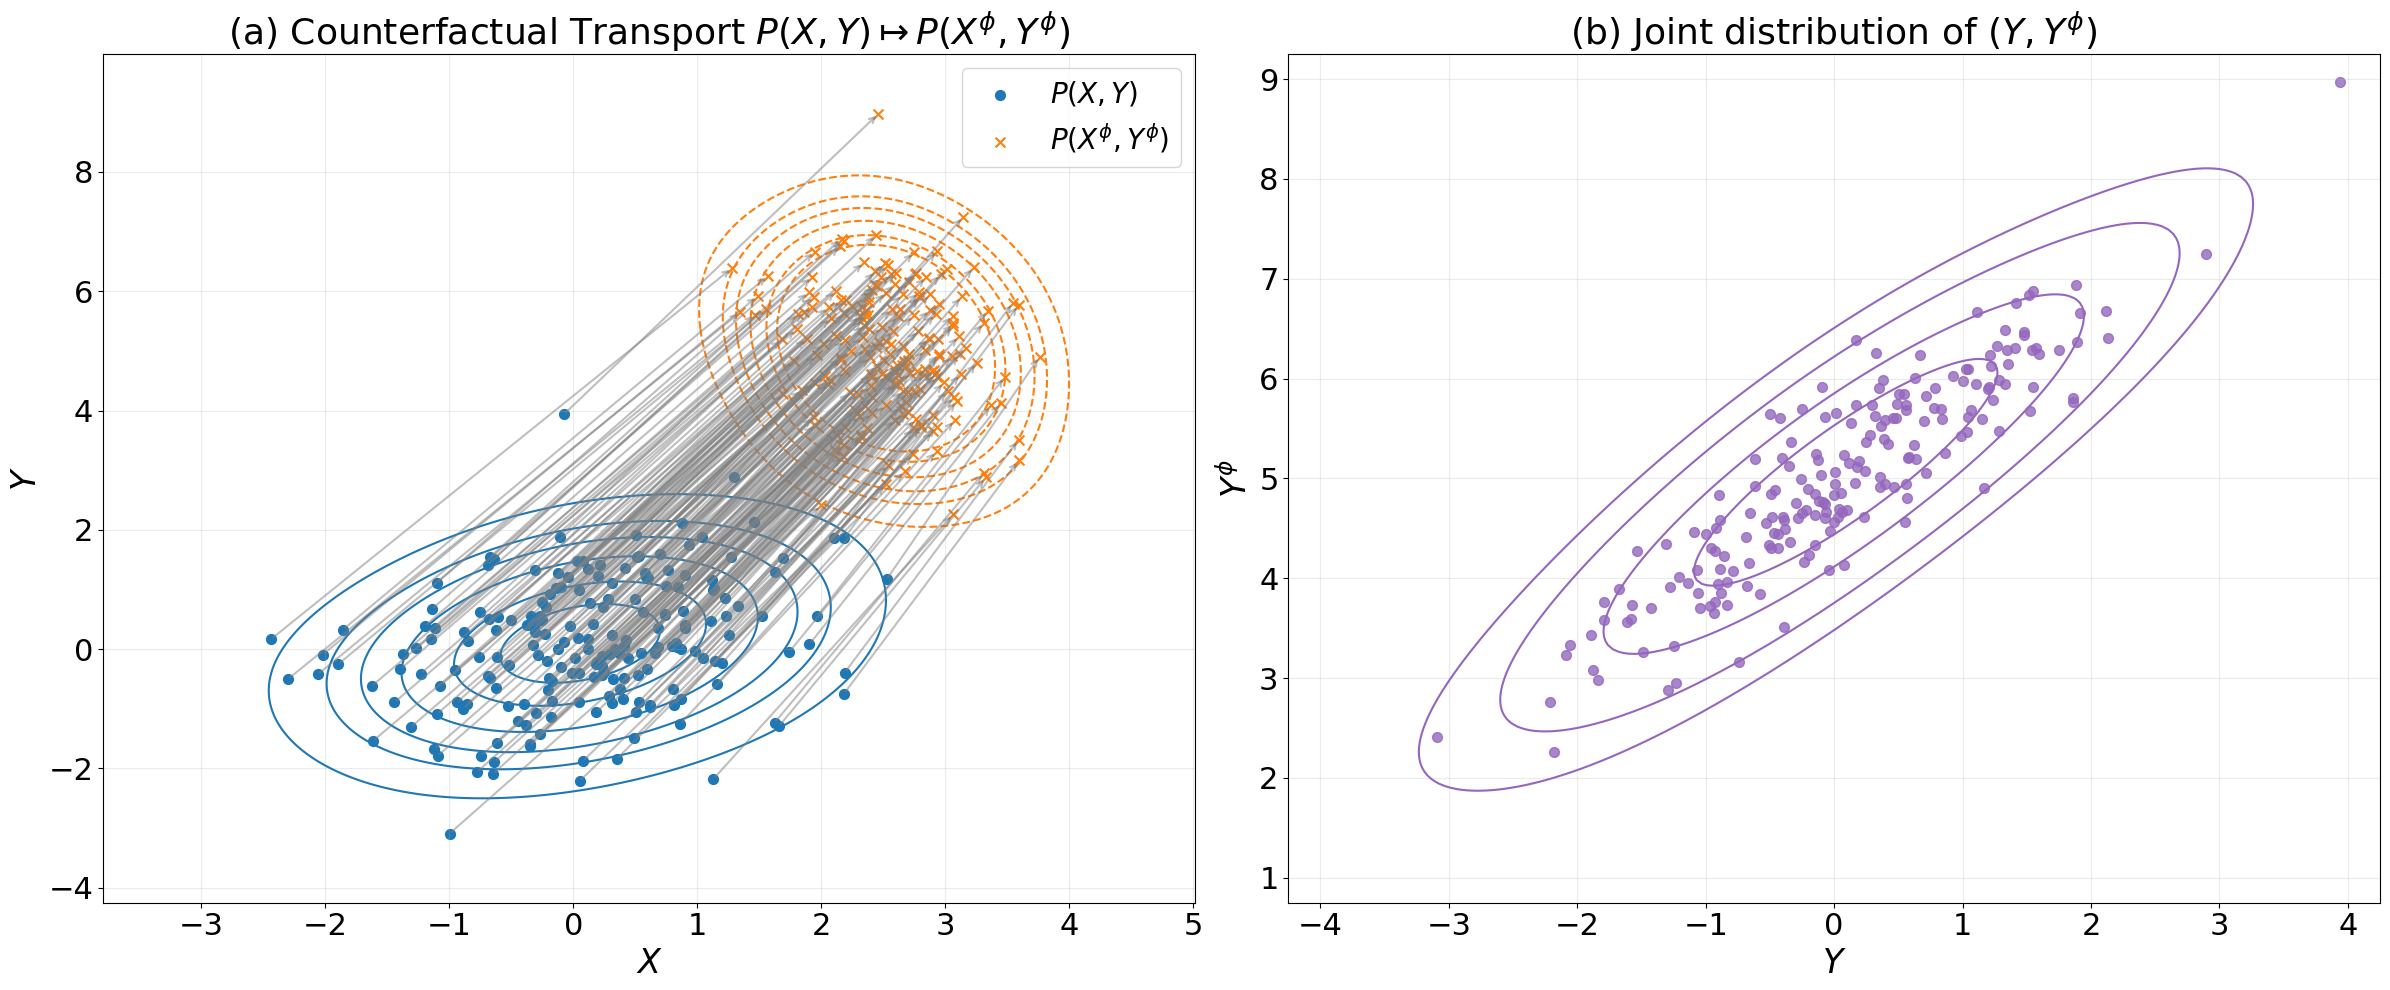 (a) Counterfactual Transport P(X, Y) ↦ P(X^ϕ, Y^ϕ)
P(X, Y)
P(X^ϕ, Y^ϕ)
8
6
4
2
0
−2
−4
Y
−3 −2 −1 0 1 2 3 4 5
X
(b) Joint distribution of (Y, Y^ϕ)
9
8
7
6
5
4
3
2
1
Y^ϕ
−4 −3 −2 −1 0 1 2 3 4
Y